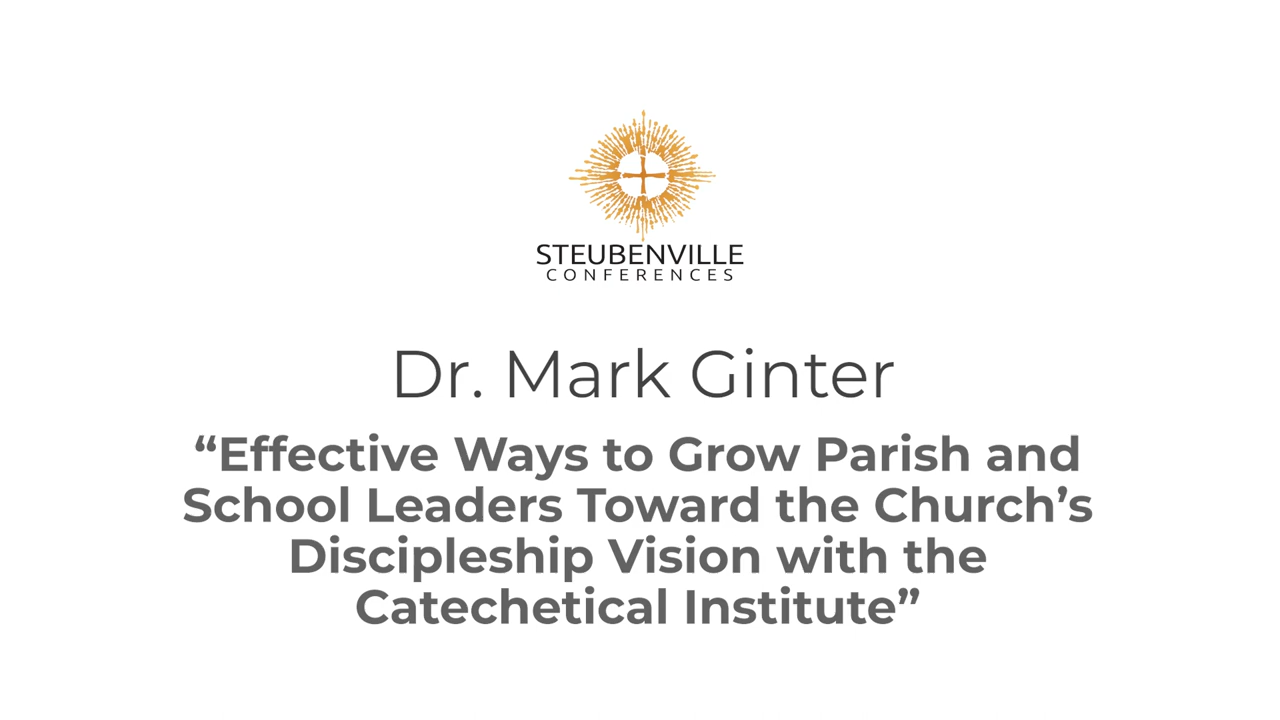 STEUBENVILLE
CONFERENCES
Dr. Mark Ginter
“Effective Ways to Grow Parish and
School Leaders Toward the Church’s
Discipleship Vision with the
Catechetical Institute”